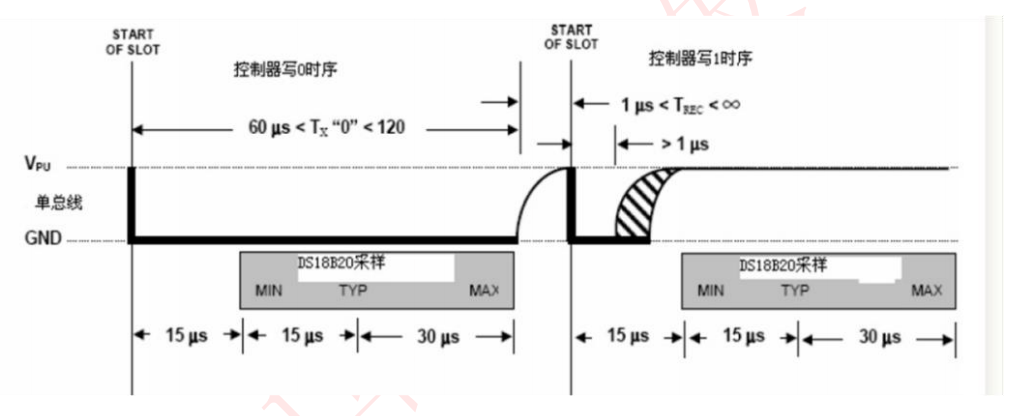 START
OF SLOT
START
OF SLOT
控制器写0时序
控制器写1时序
60 µs < TX “0” < 120
1 µs < TREC < ∞
> 1 µs
VPU
单总线
GND
DS18B20采样
MIN TYP MAX
DS18B20采样
MIN TYP MAX
15 µs 15 µs 30 µs
15 µs 15 µs 30 µs